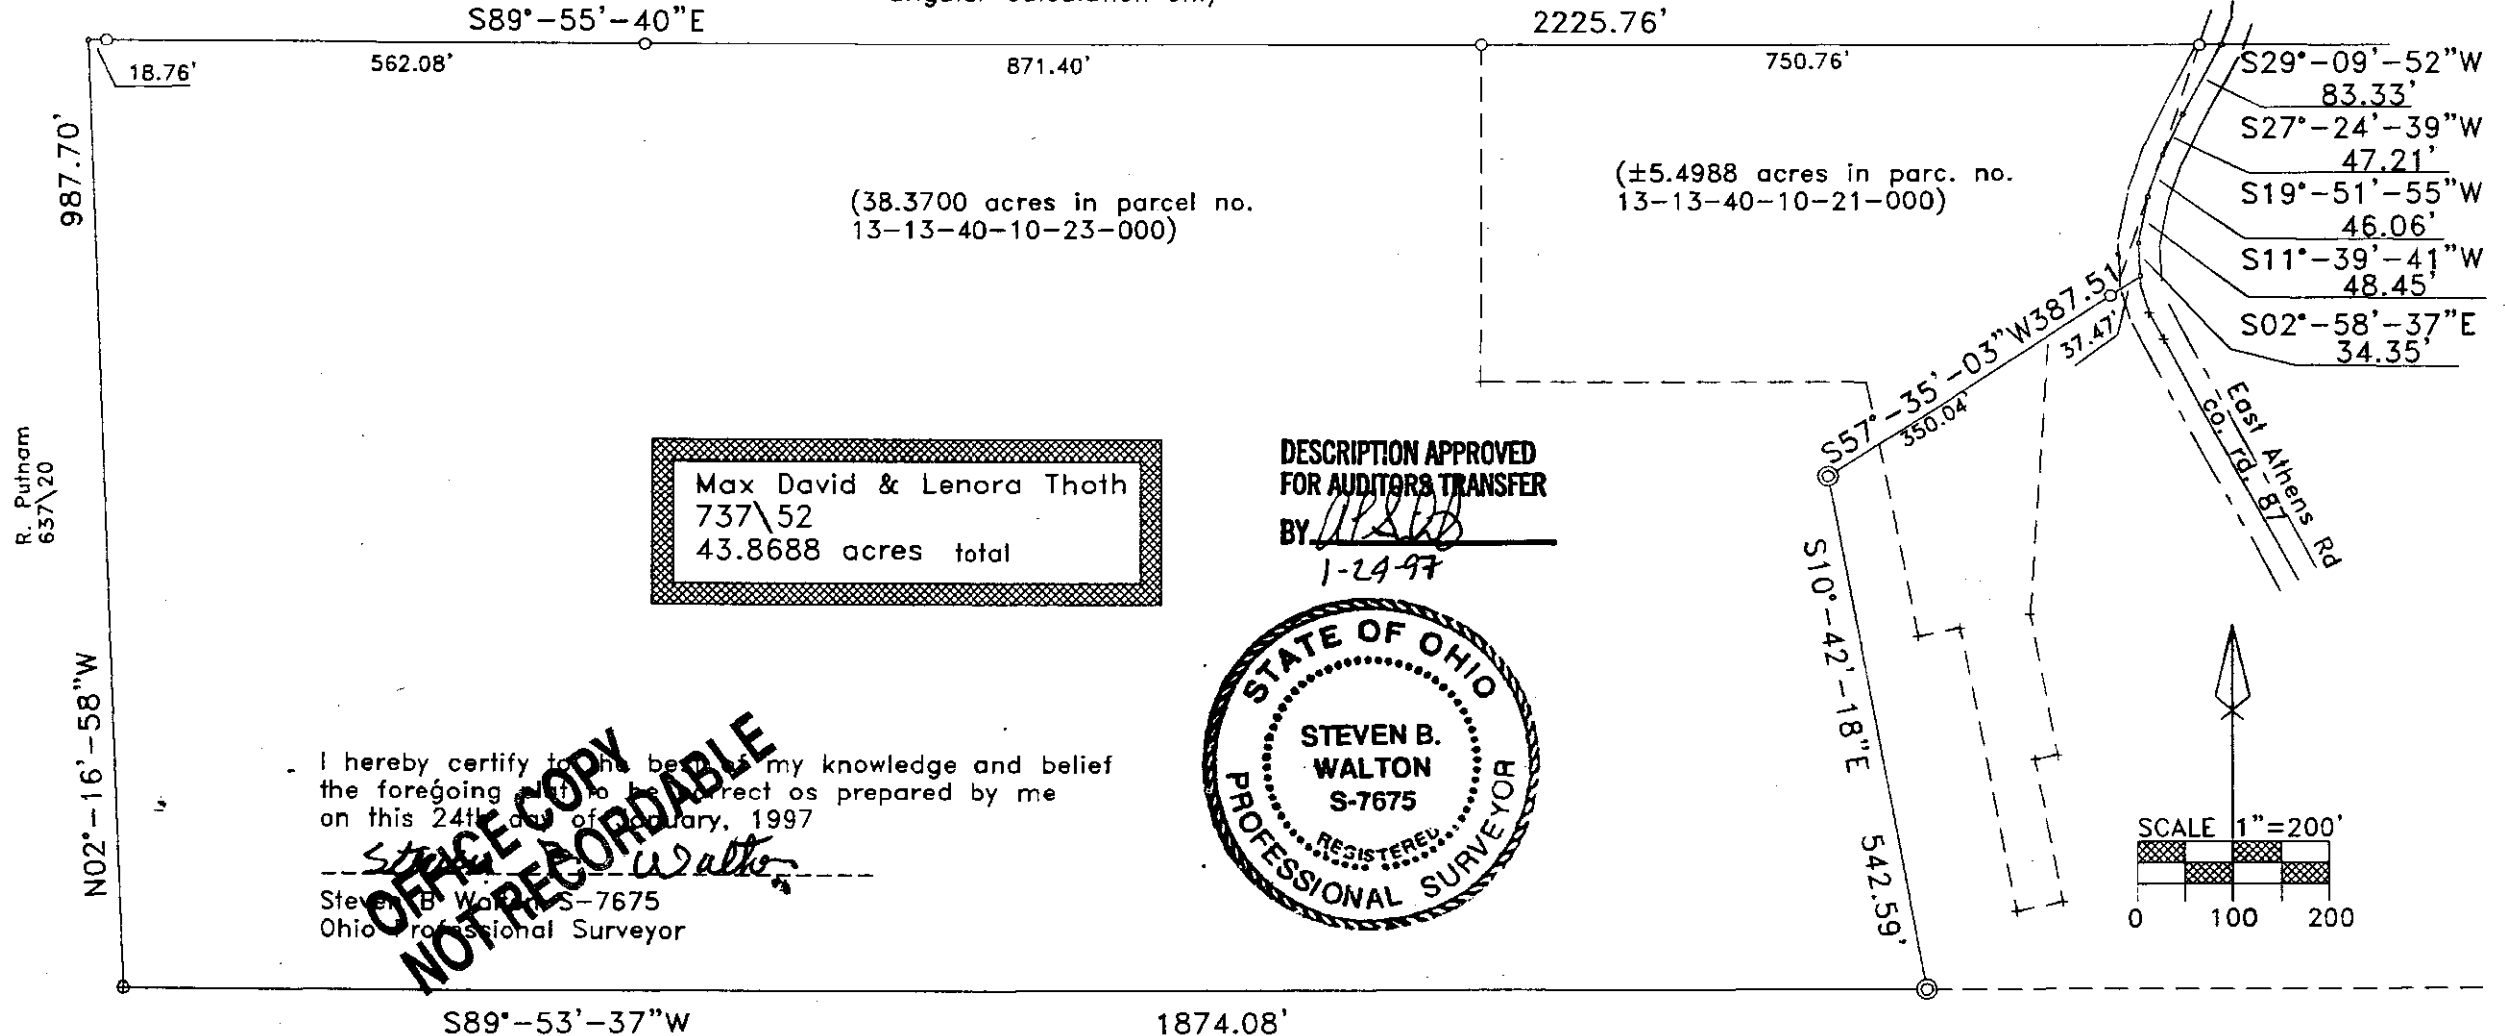 S89°-55'-40"E
2225.76'
18.76'
562.08'
871.40'
750.76'
S29°-09'-52"W
83.33'
S27°-24'-39"W
47.21'
S19°-51'-55"W
46.06'
S11°-39'-41"W
48.45'
S02°-58'-37"E
34.35'
987.70'
(38.3700 acres in parcel no.
13-13-40-10-23-000)
(±5.4988 acres in parc. no.
13-13-40-10-21-000)
S57°-35'-03"W387.51'
37.47'
350.04'
East Athens Rd
co. rd. 87
R. Putnam
637\20
Max David & Lenora Thoth
737\52
43.8688 acres total
DESCRIPTION APPROVED
FOR AUDITORS TRANSFER
BY
1-24-97
S10°-42'-18"E 542.59'
STATE OF OHIO
STEVEN B.
WALTON
S-7675
REGISTERED
PROFESSIONAL SURVEYOR
N02°-16'-58"W
I hereby certify to the best of my knowledge and belief
the foregoing plat to be correct os prepared by me
on this 24th day of January, 1997
Steven B Walton
Steven B Walton S-7675
Ohio Professional Surveyor
OFFICE COPY
NOT RECORDABLE
SCALE 1"=200'
0 100 200
S89°-53'-37"W
1874.08'